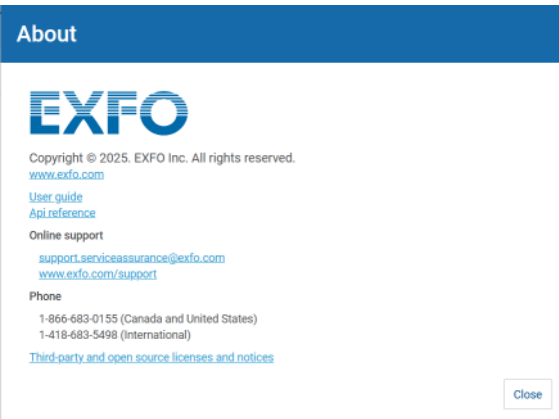 About
EXFO
Copyright © 2025. EXFO Inc. All rights reserved.
www.exfo.com
User guide
Api reference
Online support
support.serviceassurance@exfo.com
www.exfo.com/support
Phone
1-866-683-0155 (Canada and United States)
1-418-683-5498 (International)
Third-party and open source licenses and notices
Close